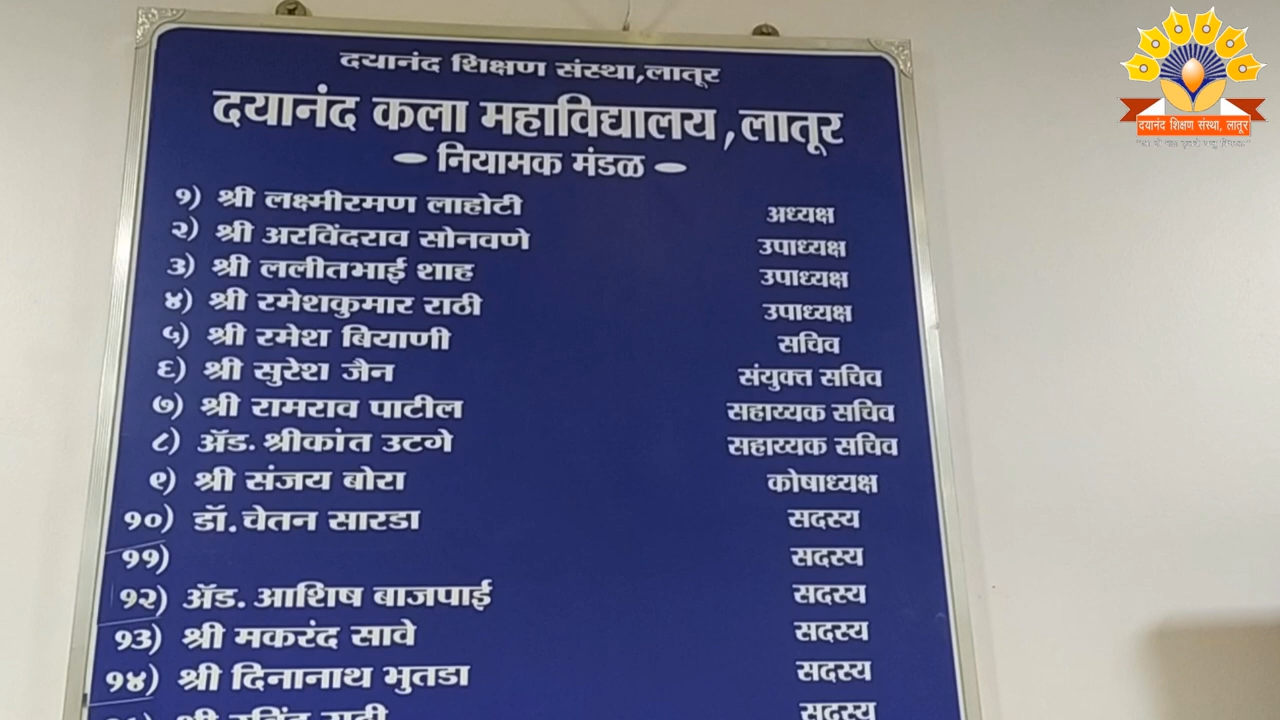 दयानंद शिक्षण संस्था,लातूर
दयानंद कला महाविद्यालय,लातूर
नियामक मंडळ
१) श्री लक्ष्मीरमण लाहोटी अध्यक्ष
२) श्री अरविंदराव सोनवणे उपाध्यक्ष
३) श्री ललीतभाई शाह उपाध्यक्ष
४) श्री रमेशकुमार राठी उपाध्यक्ष
५) श्री रमेश बियाणी सचिव
६) श्री सुरेश जैन संयुक्त सचिव
७) श्री रामराव पाटील सहाय्यक सचिव
८) ॲड. श्रीकांत उटगे सहाय्यक सचिव
९) श्री संजय बोरा कोषाध्यक्ष
१०) डॉ. चेतन सारडा सदस्य
११) सदस्य
१२) ॲड. आशिष बाजपाई सदस्य
१३) श्री मकरंद सावे सदस्य
१४) श्री दिनानाथ भुतडा सदस्य
श्री सदस्य
दयानंद शिक्षण संस्था, लातूर